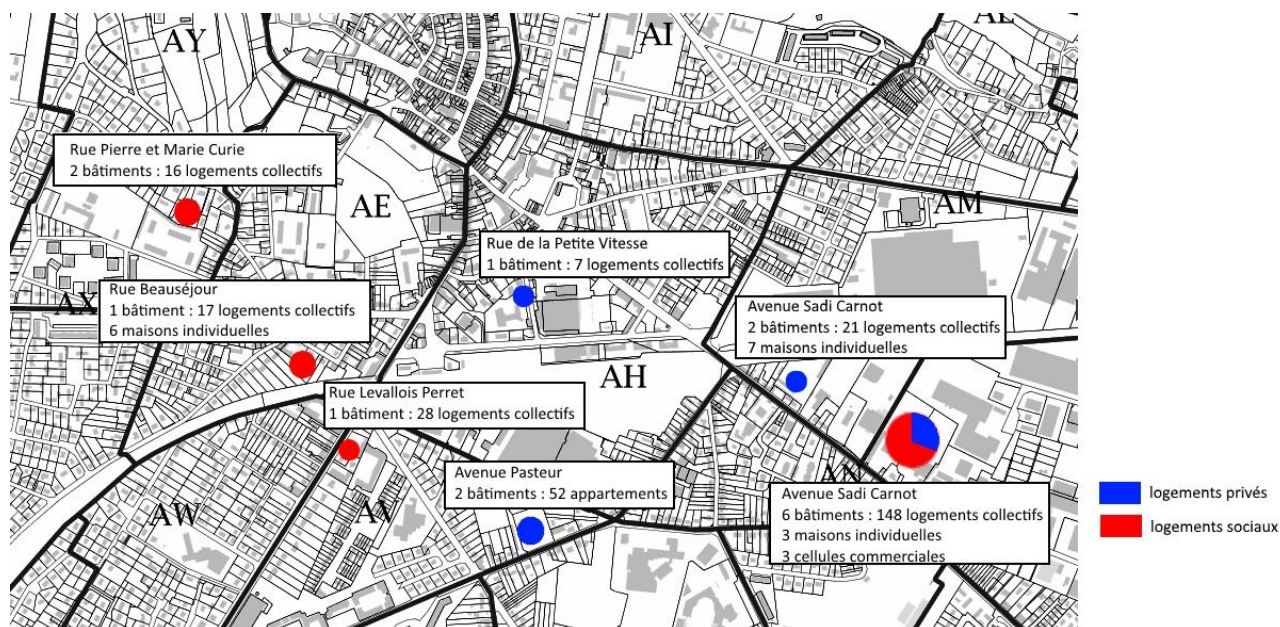 AY
AI
AL
Rue Pierre et Marie Curie
2 bâtiments : 16 logements collectifs
AE
AM
Rue de la Petite Vitesse
1 bâtiment : 7 logements collectifs
AX
Rue Beauséjour
1 bâtiment : 17 logements collectifs
6 maisons individuelles
Avenue Sadi Carnot
2 bâtiments : 21 logements collectifs
7 maisons individuelles
AH
Rue Levallois Perret
1 bâtiment : 28 logements collectifs
Avenue Pasteur
2 bâtiments : 52 appartements
AN
AW
AV
Avenue Sadi Carnot
6 bâtiments : 148 logements collectifs
3 maisons individuelles
3 cellules commerciales
logements privés
logements sociaux